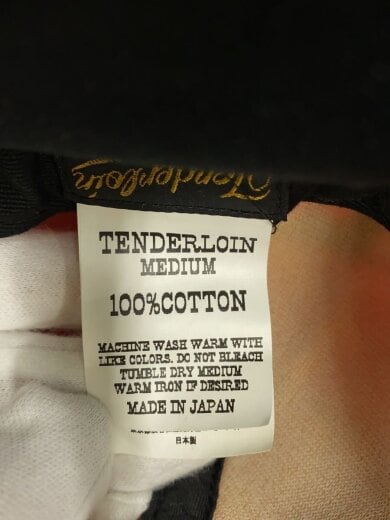 Tenderloin
TENDERLOIN
MEDIUM
100%COTTON
MACHINE WASH WARM WITH
LIKE COLORS. DO NOT BLEACH
TUMBLE DRY MEDIUM
WARM IRON IF DESIRED
MADE IN JAPAN
日本製